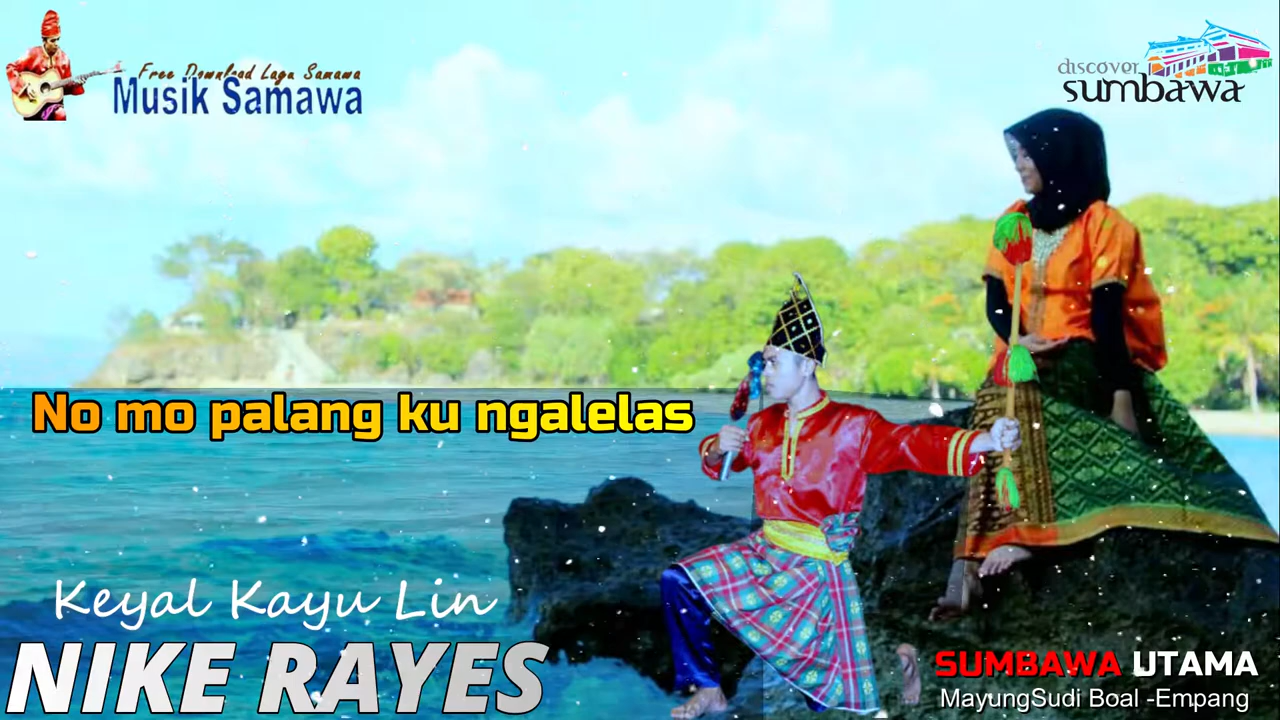 Free Download Lagu Samawa
Musik Samawa
discover
sumbawa
No mo palang ku ngalelas
Keyal Kayu Lin
NIKE RAYES
SUMBAWA UTAMA
MayungSudi Boal -Empang